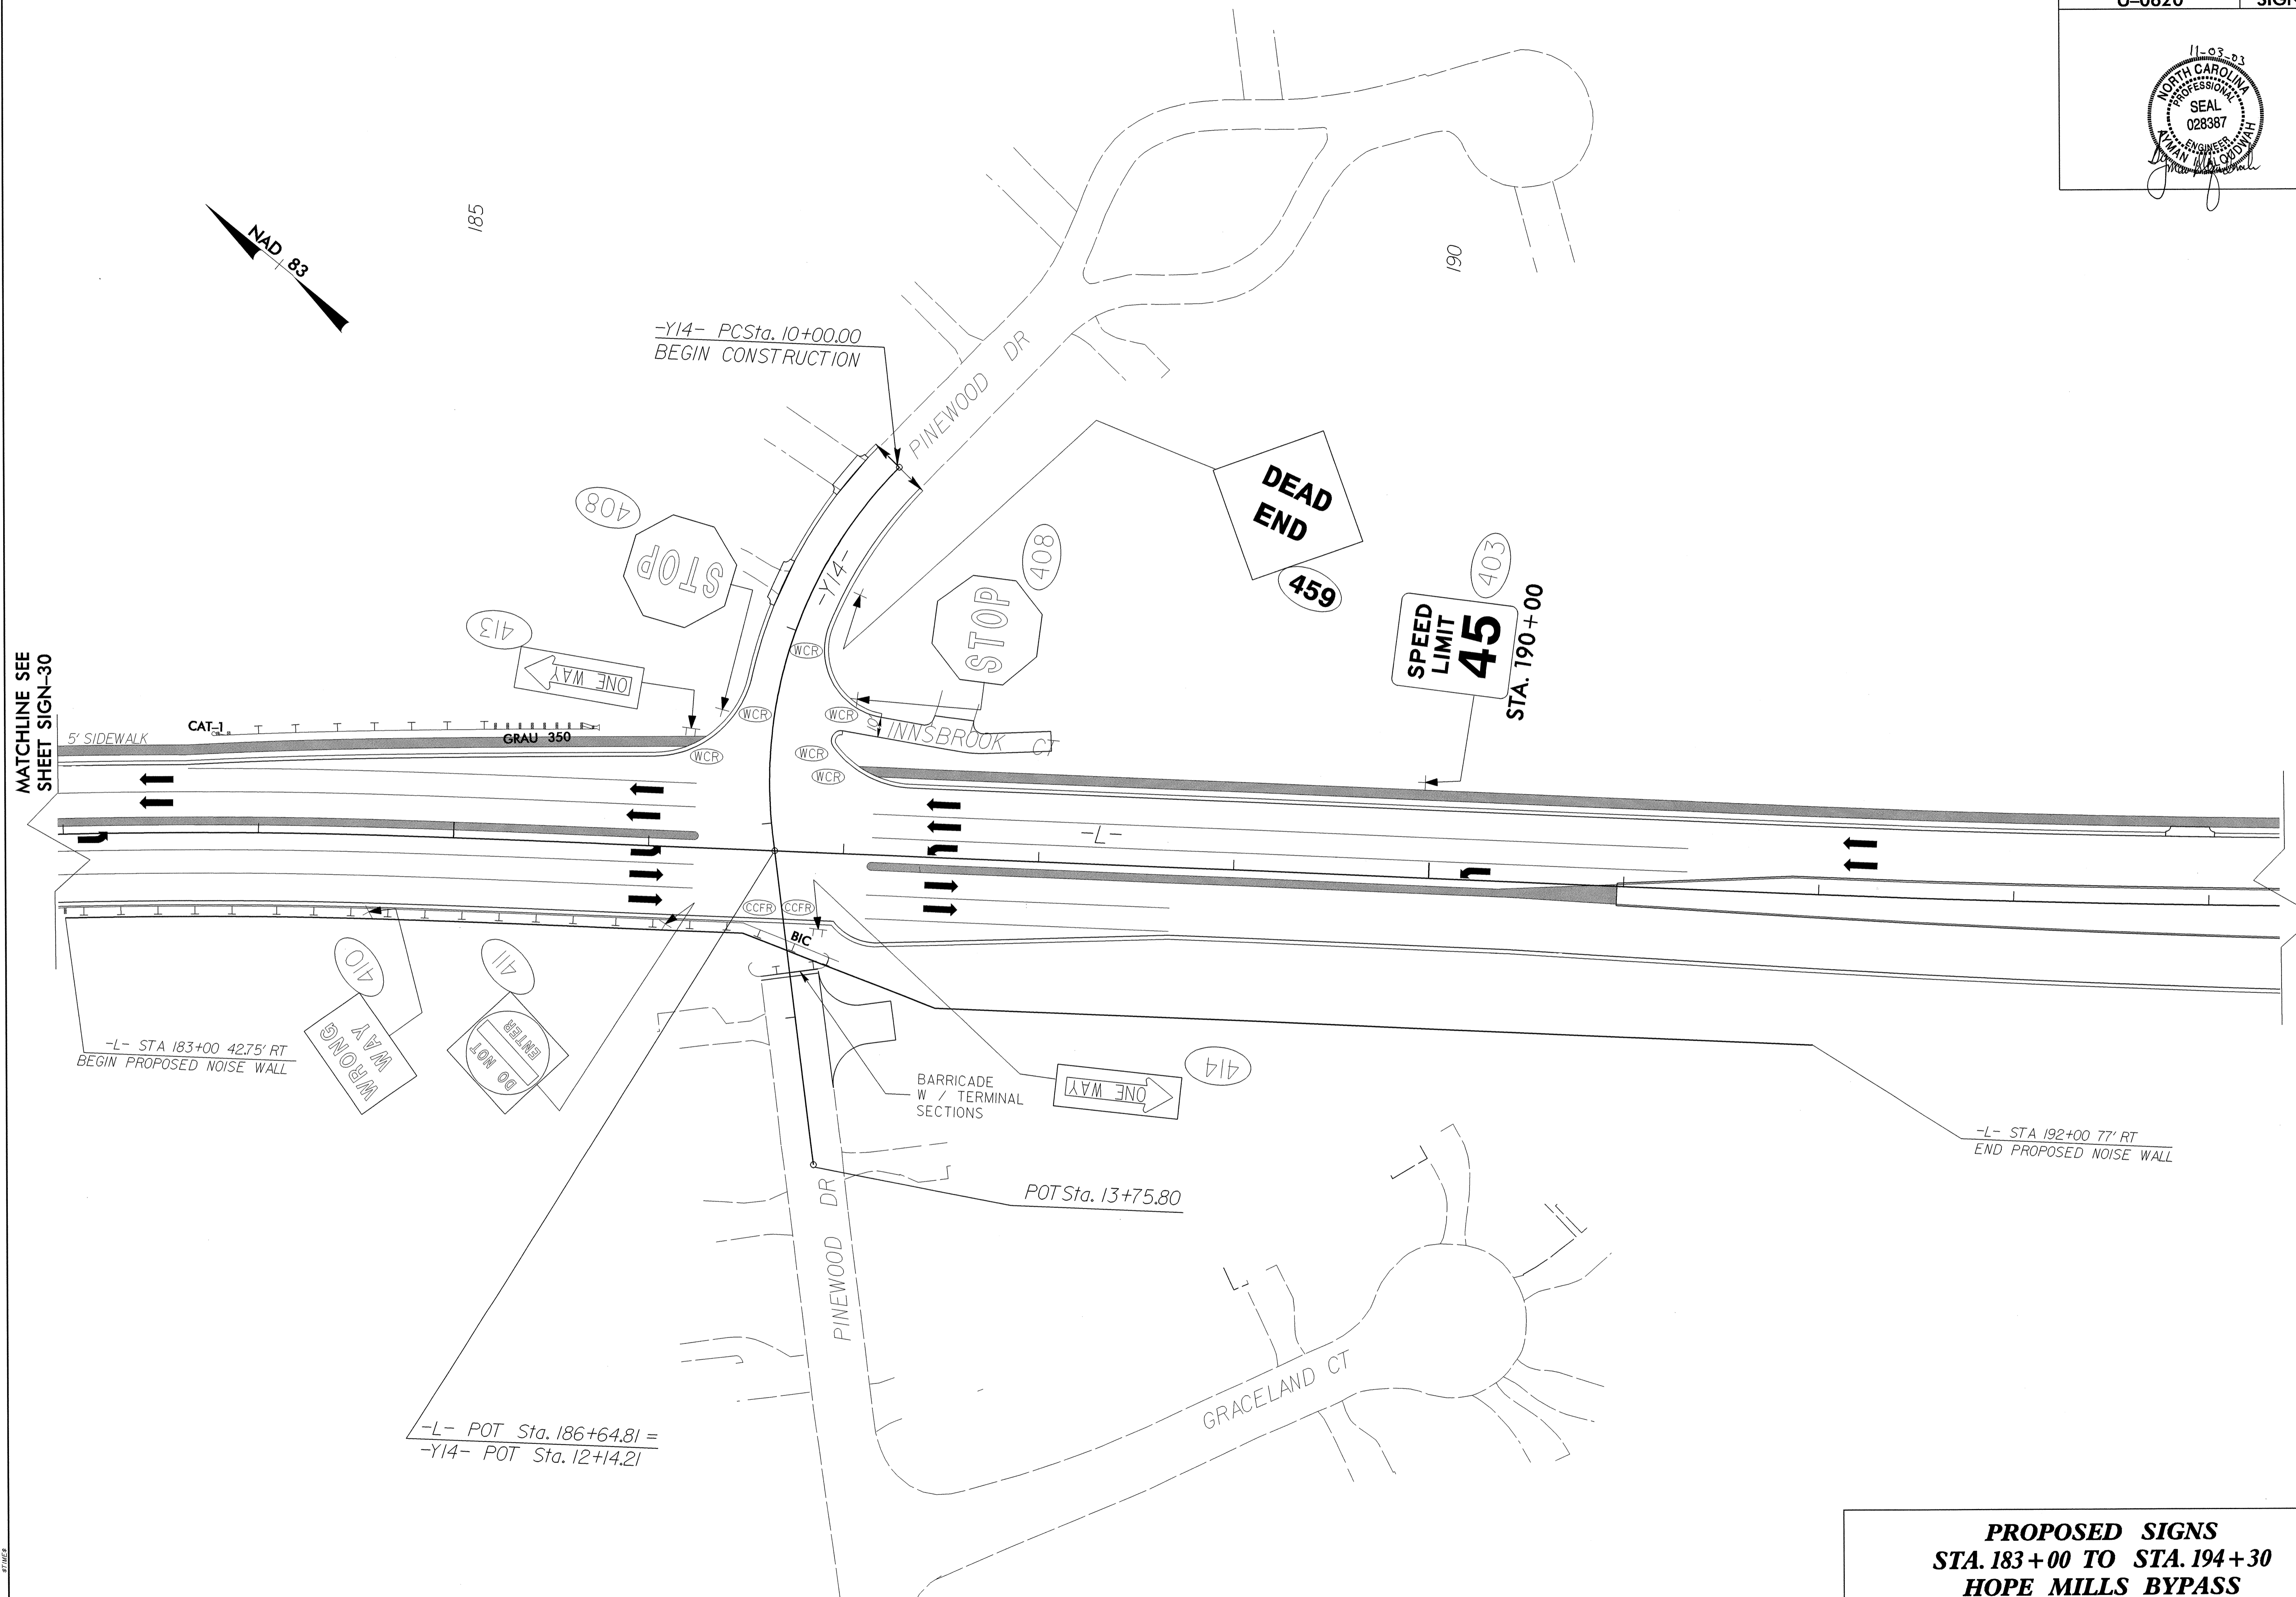 U-0620
SIGN
11-03-03
NORTH CAROLINA
PROFESSIONAL
SEAL
028387
ENGINEER
NAD 83
185
190
-Y14- PCSta. 10+00.00
BEGIN CONSTRUCTION
PINEWOOD DR
DEAD
END
459
408
STOP
408
STOP
-Y14-
413
ONE WAY
403
SPEED
LIMIT
45
STA. 190+00
MATCHLINE SEE
SHEET SIGN-30
WCR
WCR
WCR
WCR
WCR
WCR
10'
INNSBROOK CT
5' SIDEWALK
CAT-1
GRAU 350
-L-
CCFR
CCFR
BIC
410
WRONG
WAY
411
DO NOT
ENTER
-L- STA 183+00 42.75' RT
BEGIN PROPOSED NOISE WALL
BARRICADE
W / TERMINAL
SECTIONS
ONE WAY
414
-L- STA 192+00 77' RT
END PROPOSED NOISE WALL
POTSta. 13+75.80
PINEWOOD DR
GRACELAND CT
-L- POT Sta. 186+64.81 =
-Y14- POT Sta. 12+14.21
PROPOSED SIGNS
STA. 183+00 TO STA. 194+30
HOPE MILLS BYPASS